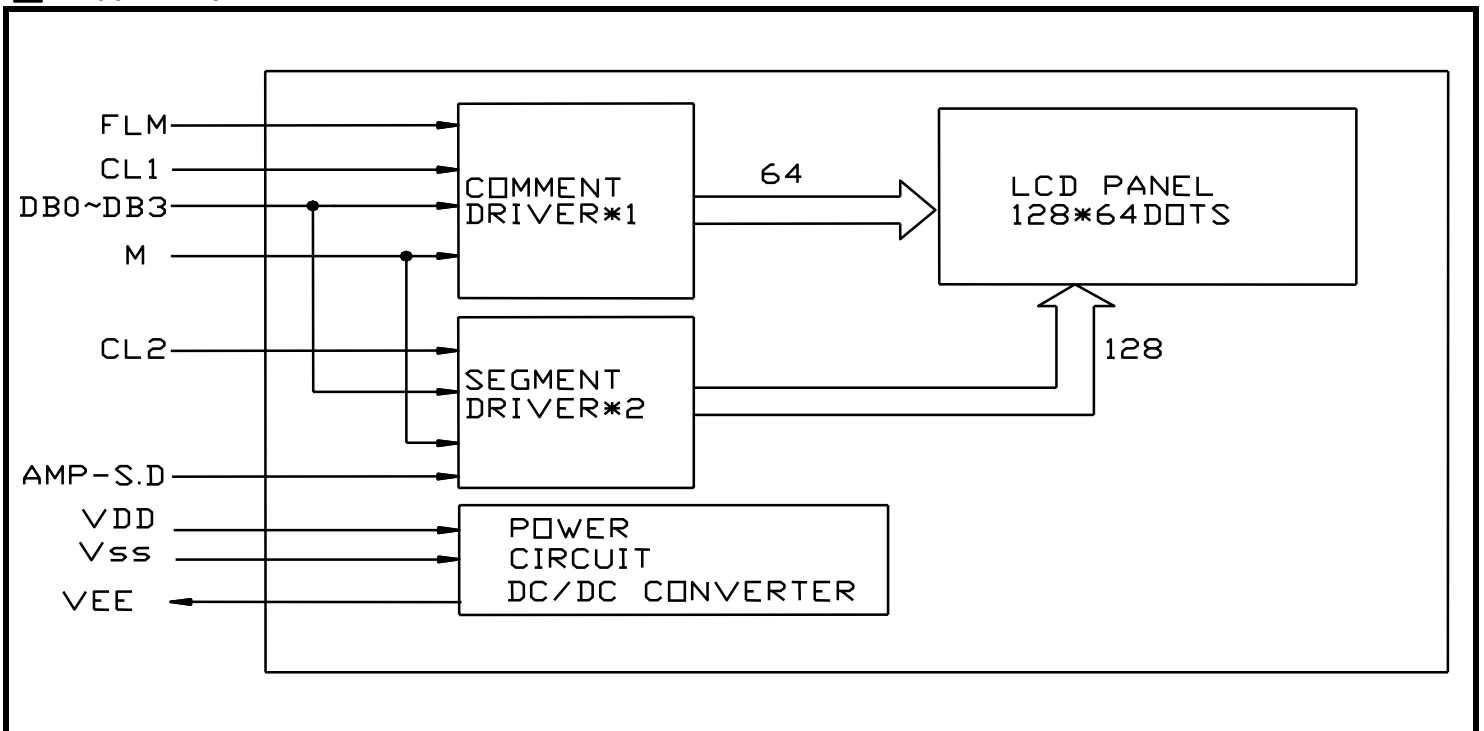 FLM
CL1
DB0~DB3
M
CL2
AMP-S.D
VDD
Vss
VEE
COMMENT
DRIVER*1
64
LCD PANEL
128*64DOTS
SEGMENT
DRIVER*2
128
POWER
CIRCUIT
DC/DC CONVERTER